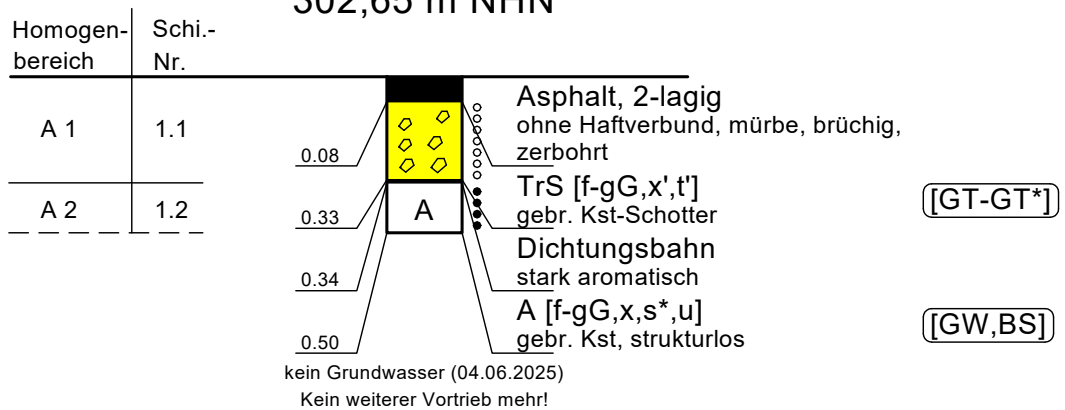 302,65 m NHN
Homogen-
bereich
Schi.-
Nr.
A 1
1.1
A 2
1.2
0.08
Asphalt, 2-lagig
ohne Haftverbund, mürbe, brüchig,
zerbohrt
0.33
TrS [f-gG,x',t']
gebr. Kst-Schotter
[GT-GT*]
A
0.34
Dichtungsbahn
stark aromatisch
0.50
A [f-gG,x,s*,u]
gebr. Kst, strukturlos
[GW,BS]
kein Grundwasser (04.06.2025)
Kein weiterer Vortrieb mehr!